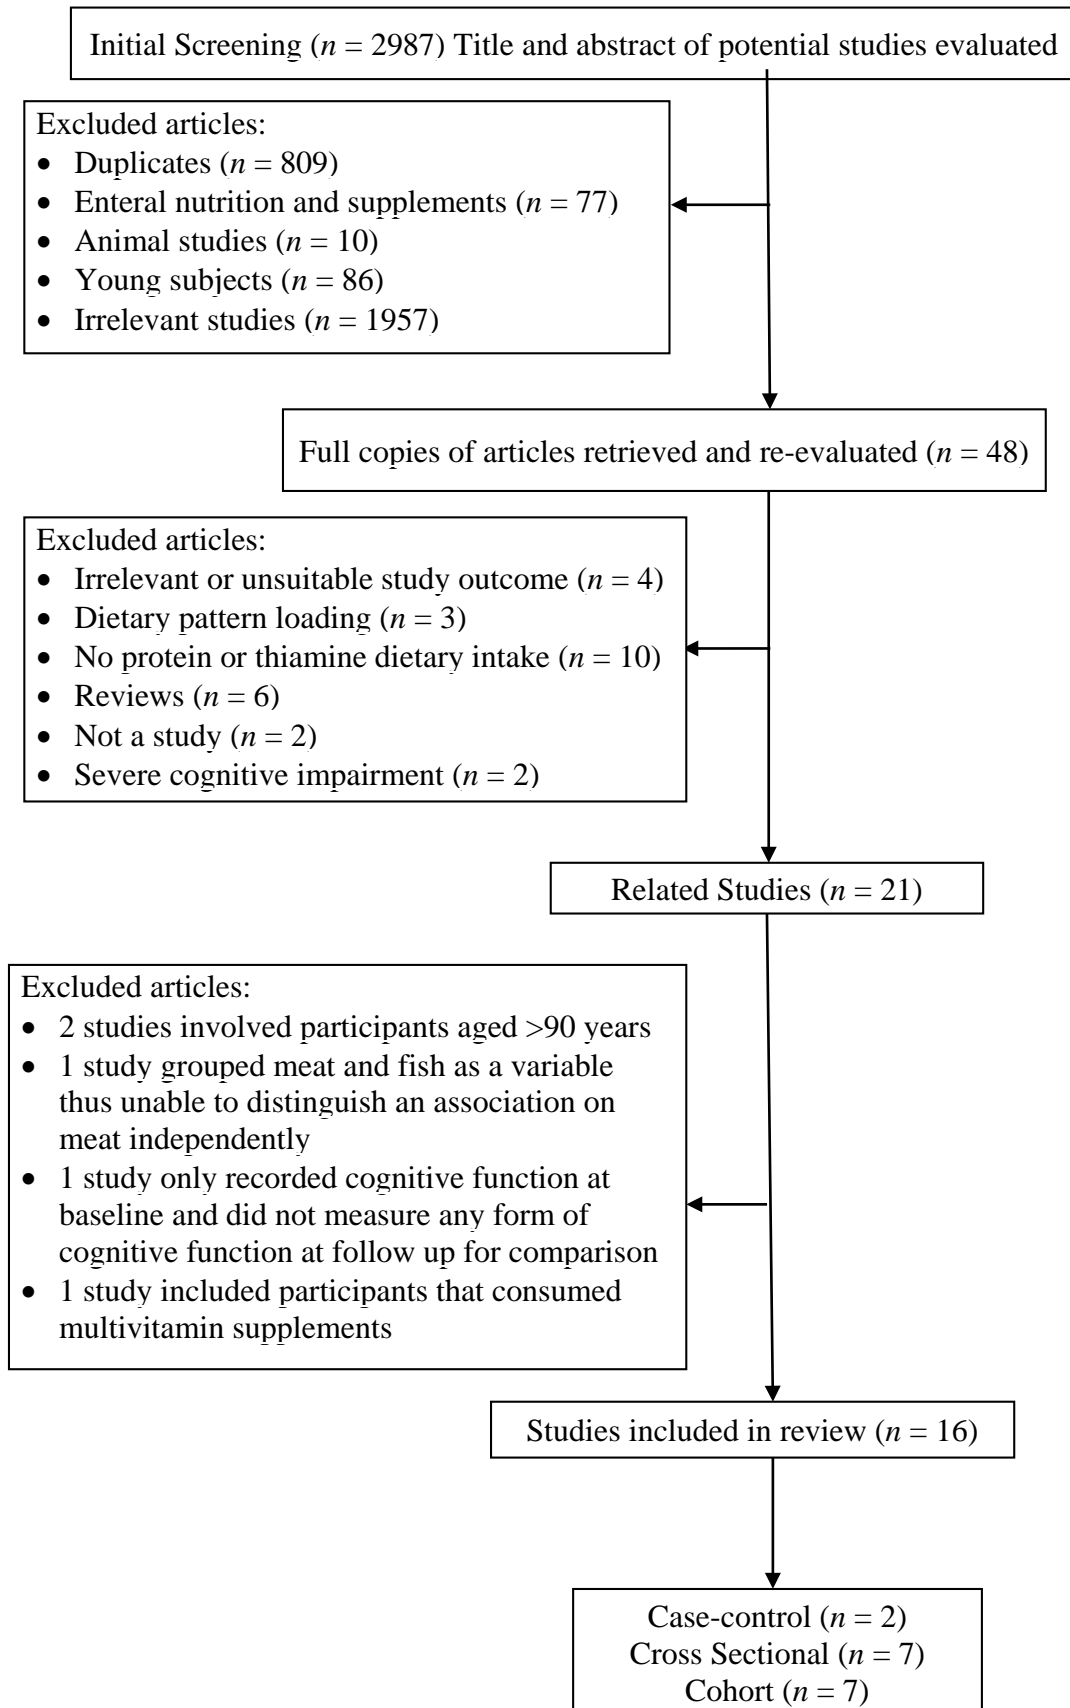 Initial Screening (n = 2987) Title and abstract of potential studies evaluated
Excluded articles:
• Duplicates (n = 809)
• Enteral nutrition and supplements (n = 77)
• Animal studies (n = 10)
• Young subjects (n = 86)
• Irrelevant studies (n = 1957)
Full copies of articles retrieved and re-evaluated (n = 48)
Excluded articles:
• Irrelevant or unsuitable study outcome (n = 4)
• Dietary pattern loading (n = 3)
• No protein or thiamine dietary intake (n = 10)
• Reviews (n = 6)
• Not a study (n = 2)
• Severe cognitive impairment (n = 2)
Related Studies (n = 21)
Excluded articles:
• 2 studies involved participants aged >90 years
• 1 study grouped meat and fish as a variable
thus unable to distinguish an association on
meat independently
• 1 study only recorded cognitive function at
baseline and did not measure any form of
cognitive function at follow up for comparison
• 1 study included participants that consumed
multivitamin supplements
Studies included in review (n = 16)
Case-control (n = 2)
Cross Sectional (n = 7)
Cohort (n = 7)